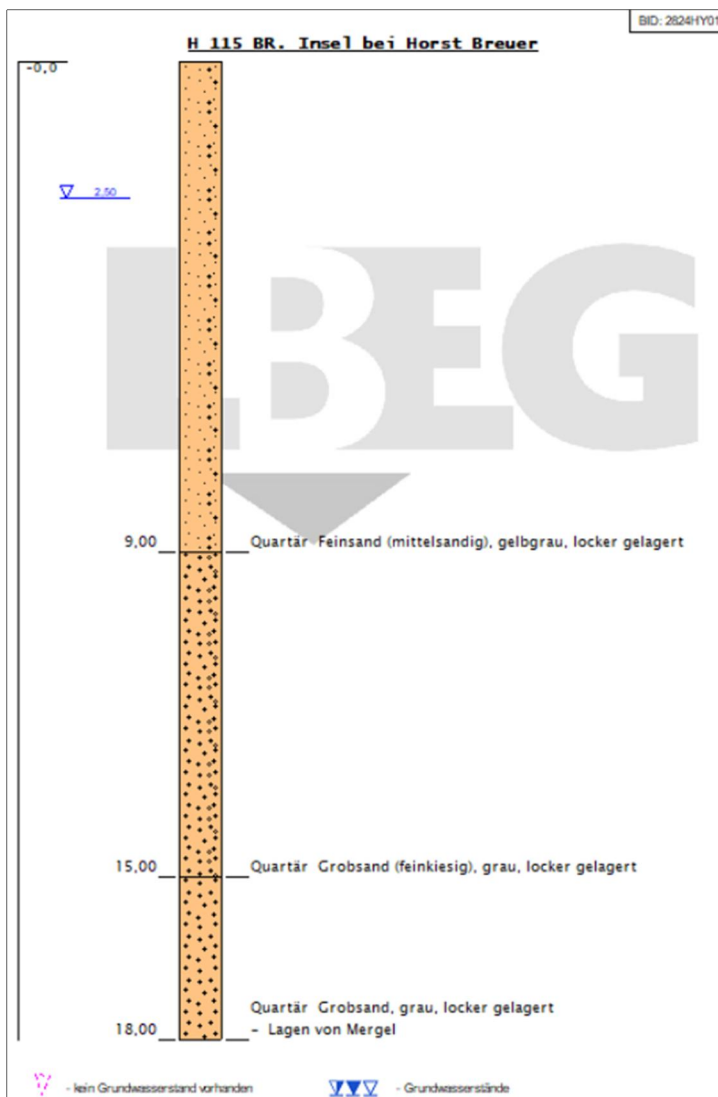 BID: 2824HY01
H 115 BR. Insel bei Horst Breuer
-0,0
2,50
LBEG
9,00 Quartär Feinsand (mittelsandig), gelbgrau, locker gelagert
15,00 Quartär Grobsand (feinkiesig), grau, locker gelagert
Quartär Grobsand, grau, locker gelagert
18,00 - Lagen von Mergel
- kein Grundwasserstand vorhanden - Grundwasserstände